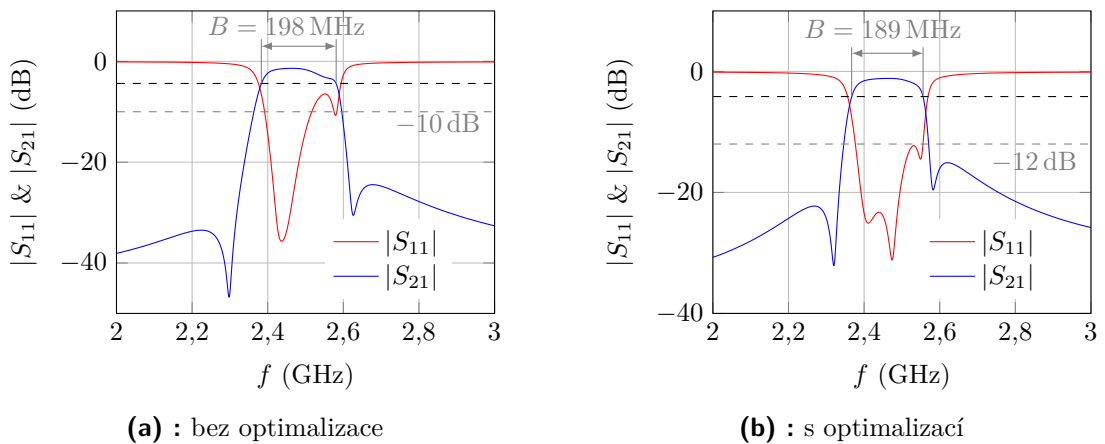 B = 198 MHz
0
−20
−40
|S11| & |S21| (dB)
−10 dB
|S11|
|S21|
2 2,2 2,4 2,6 2,8 3
f (GHz)
(a) : bez optimalizace
B = 189 MHz
0
−20
−40
|S11| & |S21| (dB)
−12 dB
|S11|
|S21|
2 2,2 2,4 2,6 2,8 3
f (GHz)
(b) : s optimalizací